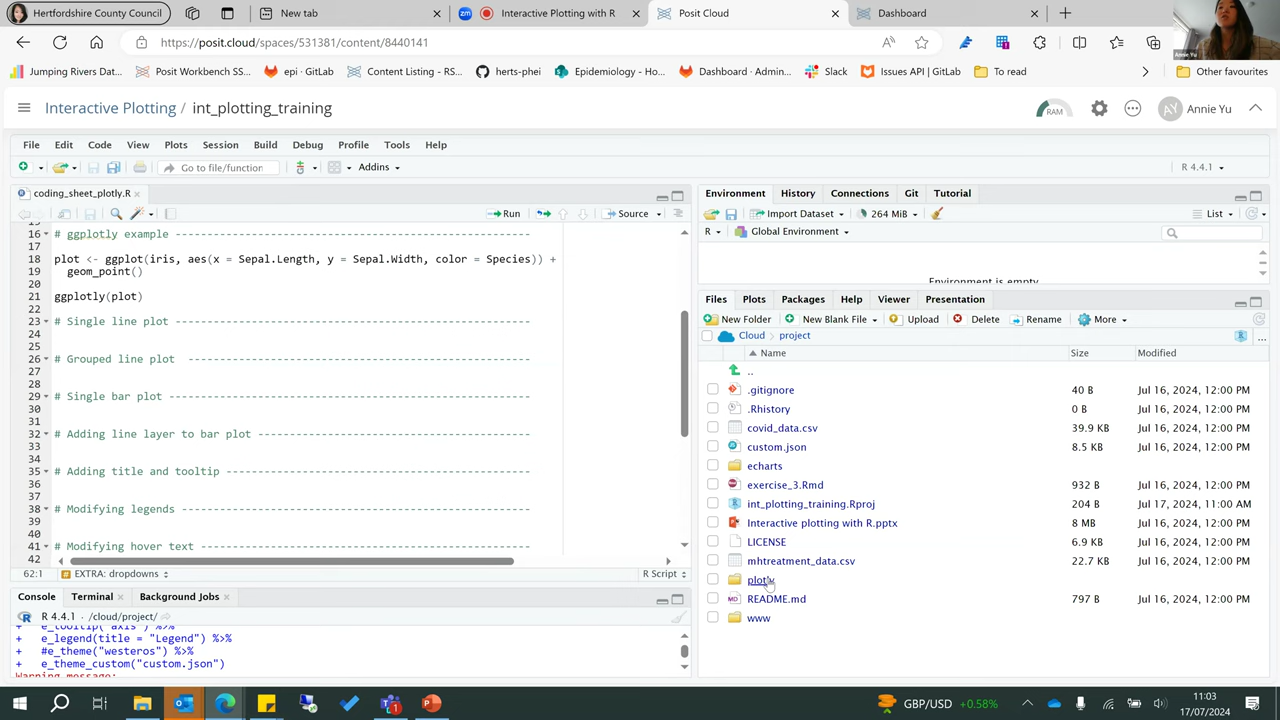 Hertfordshire County Council
New tab
zm
Interactive Plotting with R
Posit Cloud
Dashboard
https://posit.cloud/spaces/531381/content/8440141
Annie Yu
Jumping Rivers Dat...
Posit Workbench SS...
epi · GitLab
Content Listing - RS...
herts-phei
Epidemiology - Ho...
Dashboard · Admin...
Slack
Issues API | GitLab
To read
Other favourites
Interactive Plotting / int_plotting_training
RAM
AY
Annie Yu
File Edit Code View Plots Session Build Debug Profile Tools Help
Go to file/function
Addins
R 4.4.1
coding_sheet_plotly.R
Run
Source
15
16 # ggplotly example ---------------------------------------------------
17
18 plot <- ggplot(iris, aes(x = Sepal.Length, y = Sepal.Width, color = Species)) +
19 geom_point()
20
21 ggplotly(plot)
22
23 # Single line plot ---------------------------------------------------
24
25
26 # Grouped line plot ---------------------------------------------------
27
28
29 # Single bar plot ---------------------------------------------------
30
31
32 # Adding line layer to bar plot ---------------------------------------
33
34
35 # Adding title and tooltip --------------------------------------------
36
37
38 # Modifying legends ---------------------------------------------------
39
40
41 # Modifying hover text ------------------------------------------------
42
62:1
EXTRA: dropdowns
R Script
Console Terminal Background Jobs
R 4.4.1 · /cloud/project/
+ e_tooltip("axis") %>%
+ e_legend(title = "Legend") %>%
+ #e_theme("westeros") %>%
+ e_theme_custom("custom.json")
Warning message:
Environment History Connections Git Tutorial
Import Dataset
264 MiB
List
R
Global Environment
Environment is empty
Files Plots Packages Help Viewer Presentation
New Folder
New Blank File
Upload
Delete
Rename
More
Cloud project
Name Size Modified
..
.gitignore 40 B Jul 16, 2024, 12:00 PM
.Rhistory 0 B Jul 16, 2024, 12:00 PM
covid_data.csv 39.9 KB Jul 16, 2024, 12:00 PM
custom.json 8.5 KB Jul 16, 2024, 12:00 PM
echarts
exercise_3.Rmd 932 B Jul 16, 2024, 12:00 PM
int_plotting_training.Rproj 204 B Jul 17, 2024, 11:00 AM
Interactive plotting with R.pptx 8 MB Jul 16, 2024, 12:00 PM
LICENSE 6.9 KB Jul 16, 2024, 12:00 PM
mhtreatment_data.csv 22.7 KB Jul 16, 2024, 12:00 PM
plotly
README.md 797 B Jul 16, 2024, 12:00 PM
www
GBP/USD +0.58%
11:03
17/07/2024